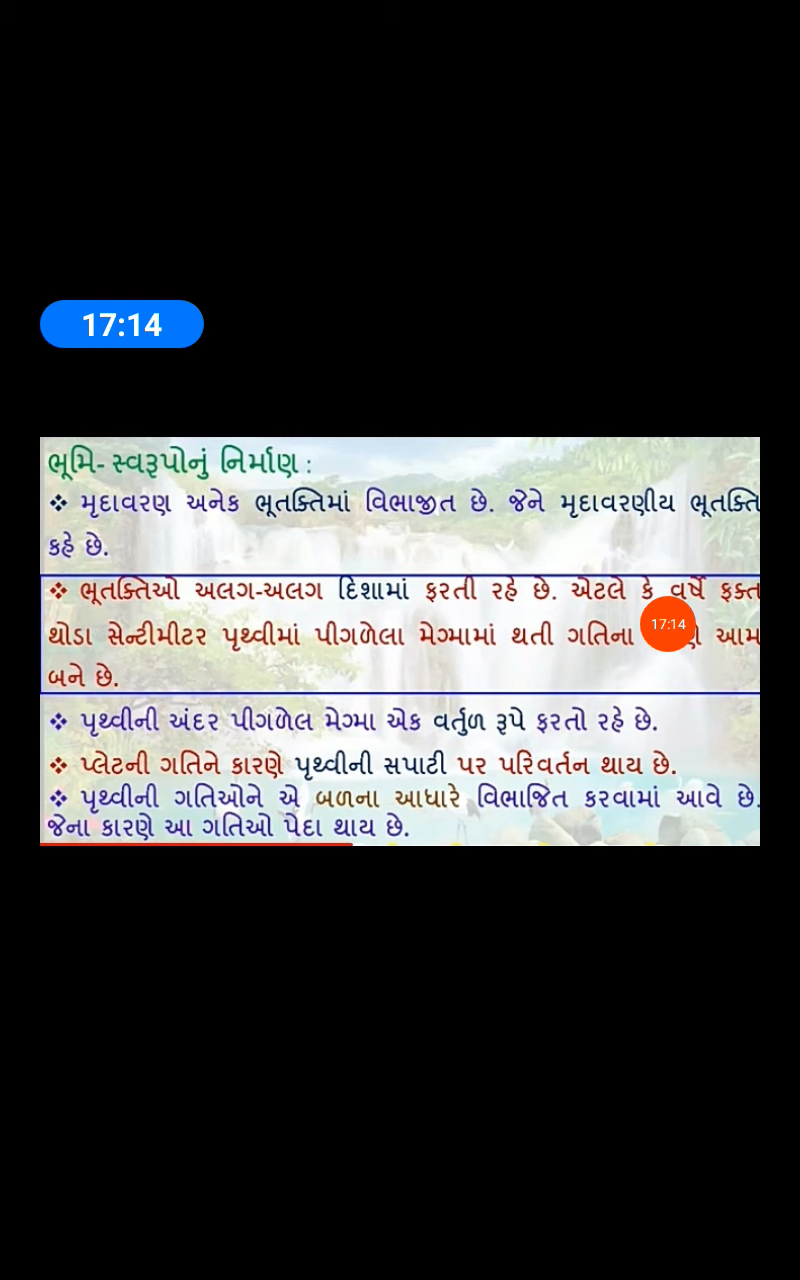 17:14
ભૂમિ- સ્વરૂપોનું નિર્માણ :
❖ મૃદાવરણ અનેક ભૂતક્તિમાં વિભાજીત છે. જેને મૃદાવરણીય ભૂતક્તિ
કહે છે.
❖ ભૂતક્તિઓ અલગ-અલગ દિશામાં ફરતી રહે છે. એટલે કે વર્ષે ફક્ત
થોડા સેન્ટીમીટર પૃથ્વીમાં પીગળેલા મેગ્મામાં થતી ગતિના આમ
17:14
બને છે.
❖ પૃથ્વીની અંદર પીગળેલ મેગ્મા એક વર્તુળ રૂપે ફરતો રહે છે.
❖ પ્લેટની ગતિને કારણે પૃથ્વીની સપાટી પર પરિવર્તન થાય છે.
❖ પૃથ્વીની ગતિઓને એ બળના આધારે વિભાજિત કરવામાં આવે છે.
જેના કારણે આ ગતિઓ પેદા થાય છે.